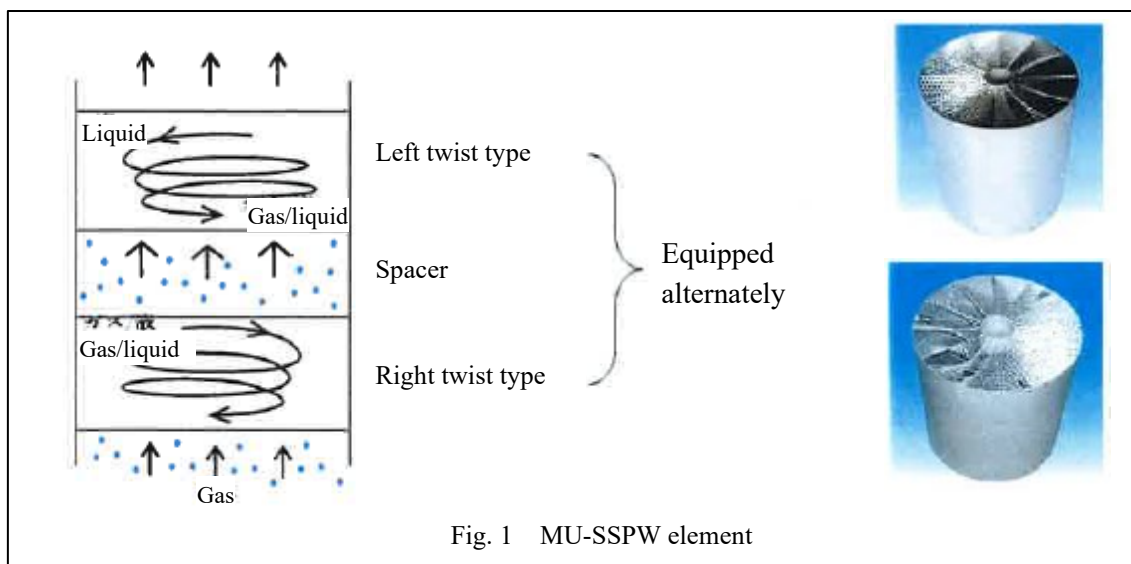 Liquid
Left twist type
Gas/liquid
Spacer
Equipped
alternately
Gas/liquid
Right twist type
Gas
Fig. 1 MU-SSPW element